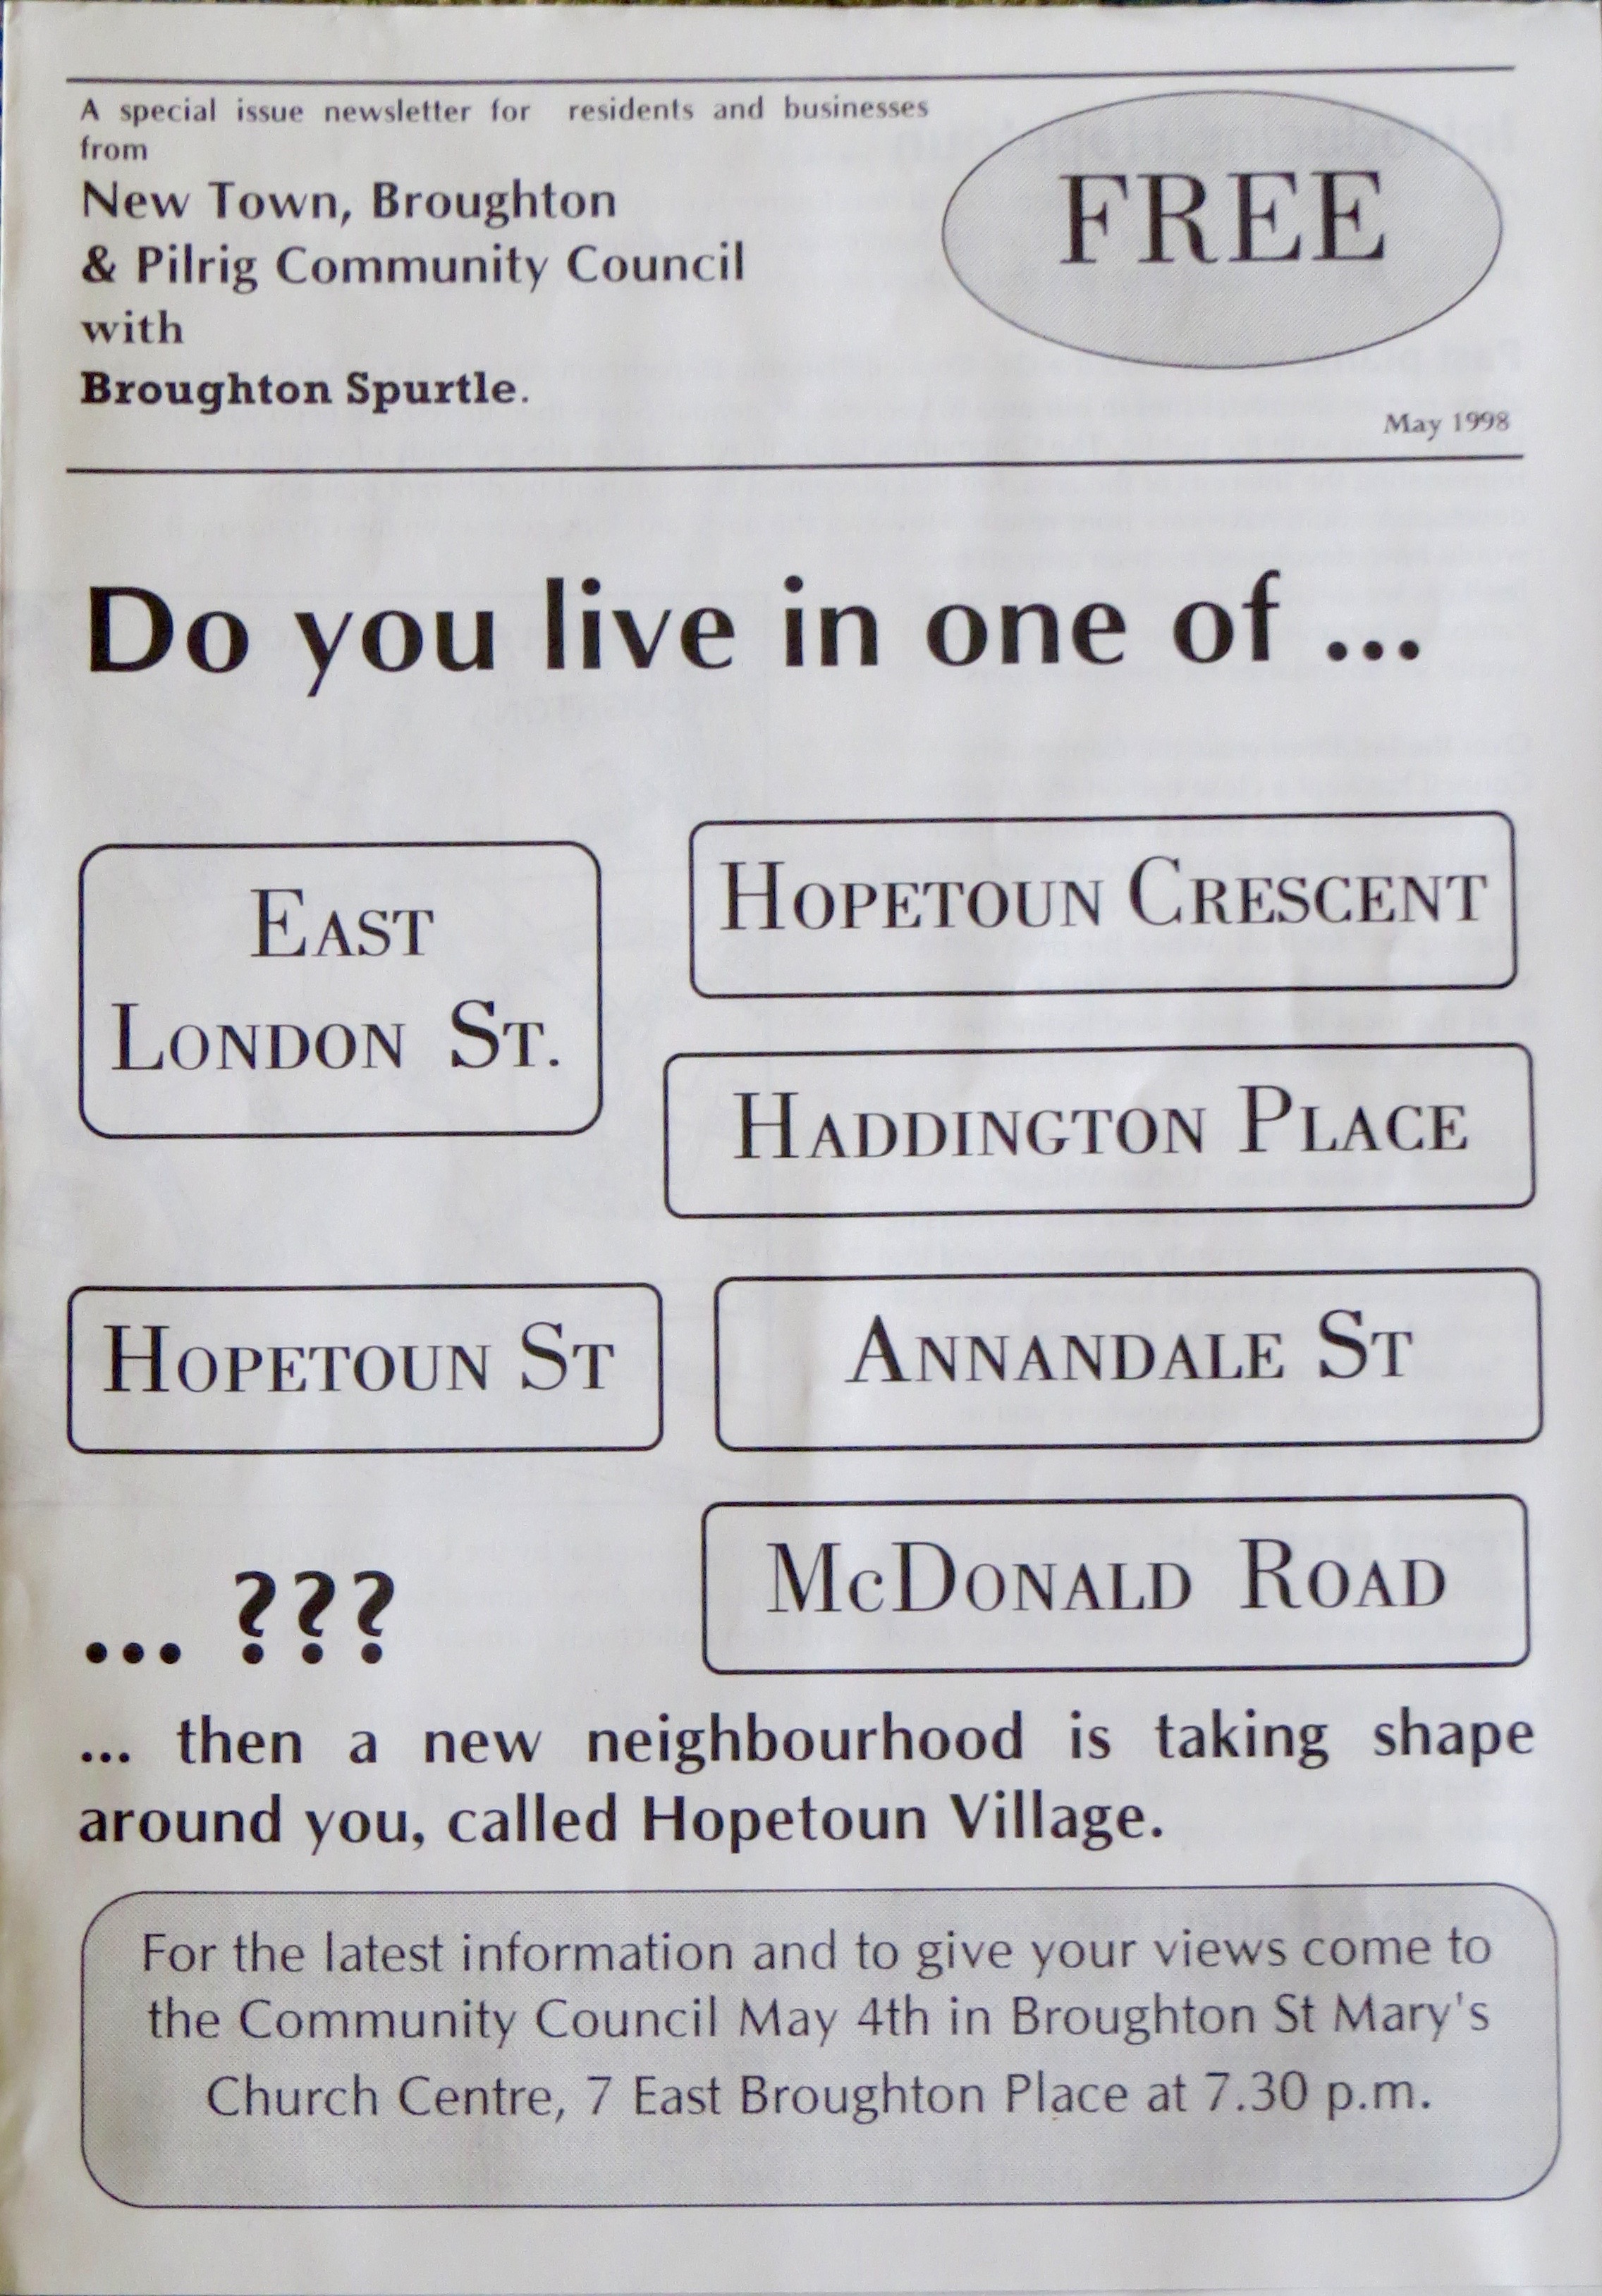 A special issue newsletter for residents and businesses
from
New Town, Broughton
& Pilrig Community Council
with
Broughton Spurtle.
FREE
May 1998
Do you live in one of ...
EAST
LONDON ST.
HOPETOUN CRESCENT
HADDINGTON PLACE
HOPETOUN ST
ANNANDALE ST
MCDONALD ROAD
... ???
... then a new neighbourhood is taking shape
around you, called Hopetoun Village.
For the latest information and to give your views come to
the Community Council May 4th in Broughton St Mary's
Church Centre, 7 East Broughton Place at 7.30 p.m.